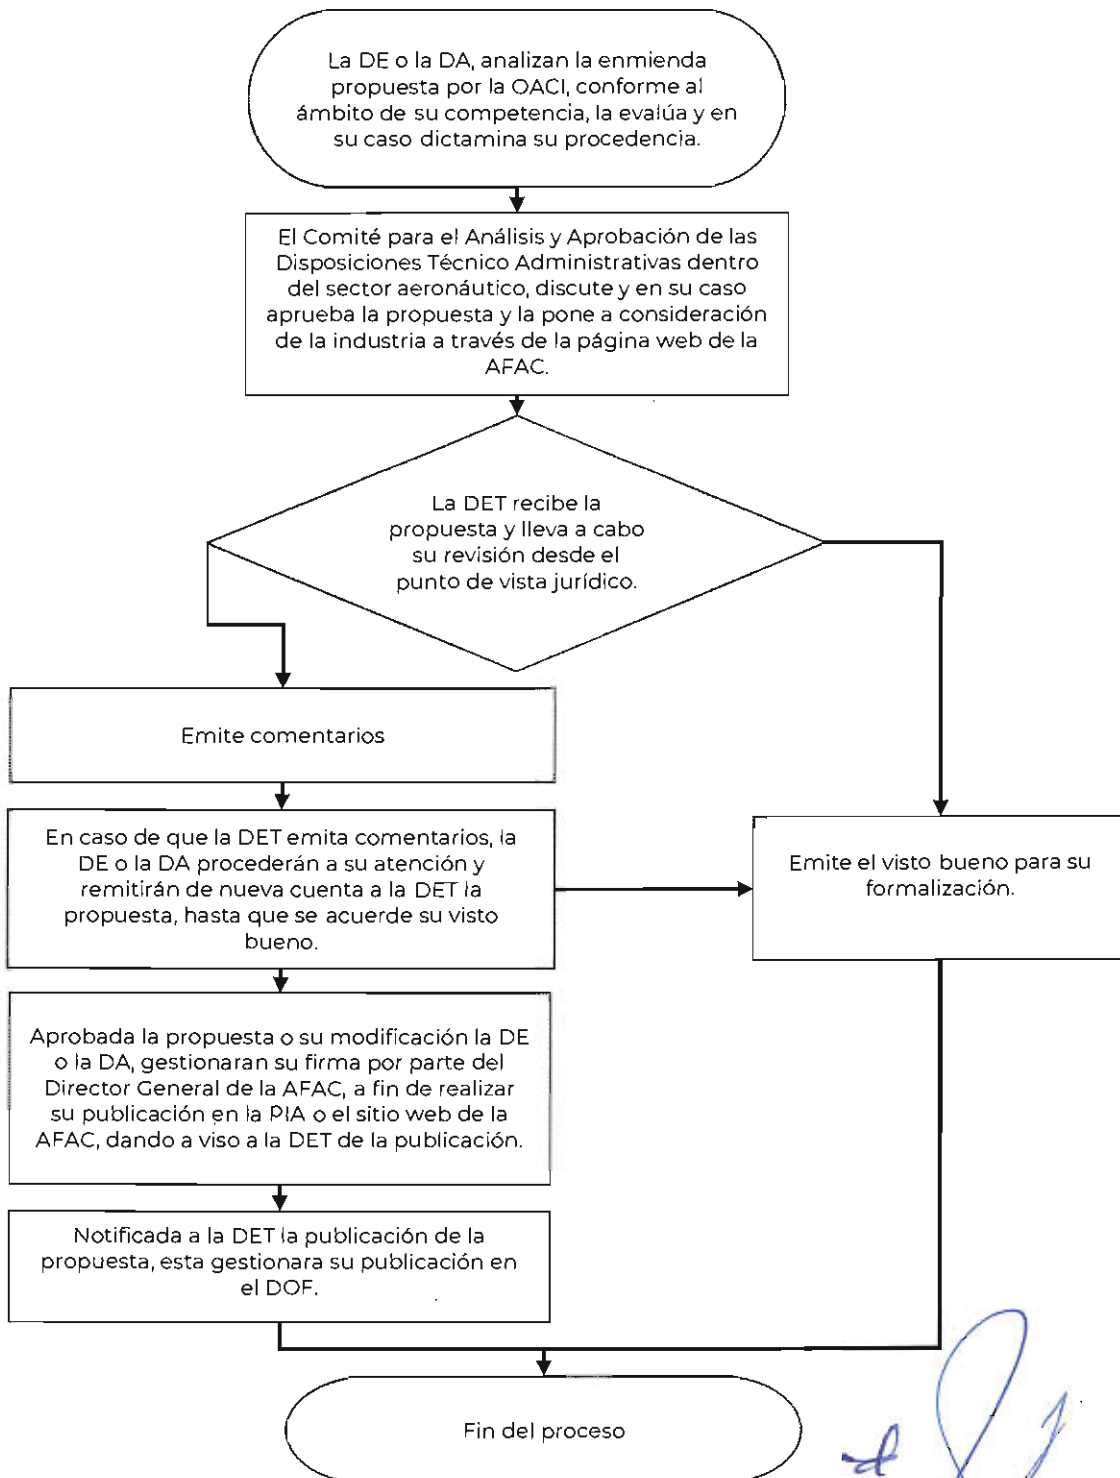 La DE o la DA, analizan la enmienda
propuesta por la OACI, conforme al
ámbito de su competencia, la evalúa y en
su caso dictamina su procedencia.
El Comité para el Análisis y Aprobación de las
Disposiciones Técnico Administrativas dentro
del sector aeronáutico, discute y en su caso
aprueba la propuesta y la pone a consideración
de la industria a través de la página web de la
AFAC.
La DET recibe la
propuesta y lleva a cabo
su revisión desde el
punto de vista jurídico.
Emite comentarios
En caso de que la DET emita comentarios, la
DE o la DA procederán a su atención y
remitirán de nueva cuenta a la DET la
propuesta, hasta que se acuerde su visto
bueno.
Emite el visto bueno para su
formalización.
Aprobada la propuesta o su modificación la DE
o la DA, gestionaran su firma por parte del
Director General de la AFAC, a fin de realizar
su publicación en la PIA o el sitio web de la
AFAC, dando a viso a la DET de la publicación.
Notificada a la DET la publicación de la
propuesta, esta gestionara su publicación en
el DOF.
Fin del proceso